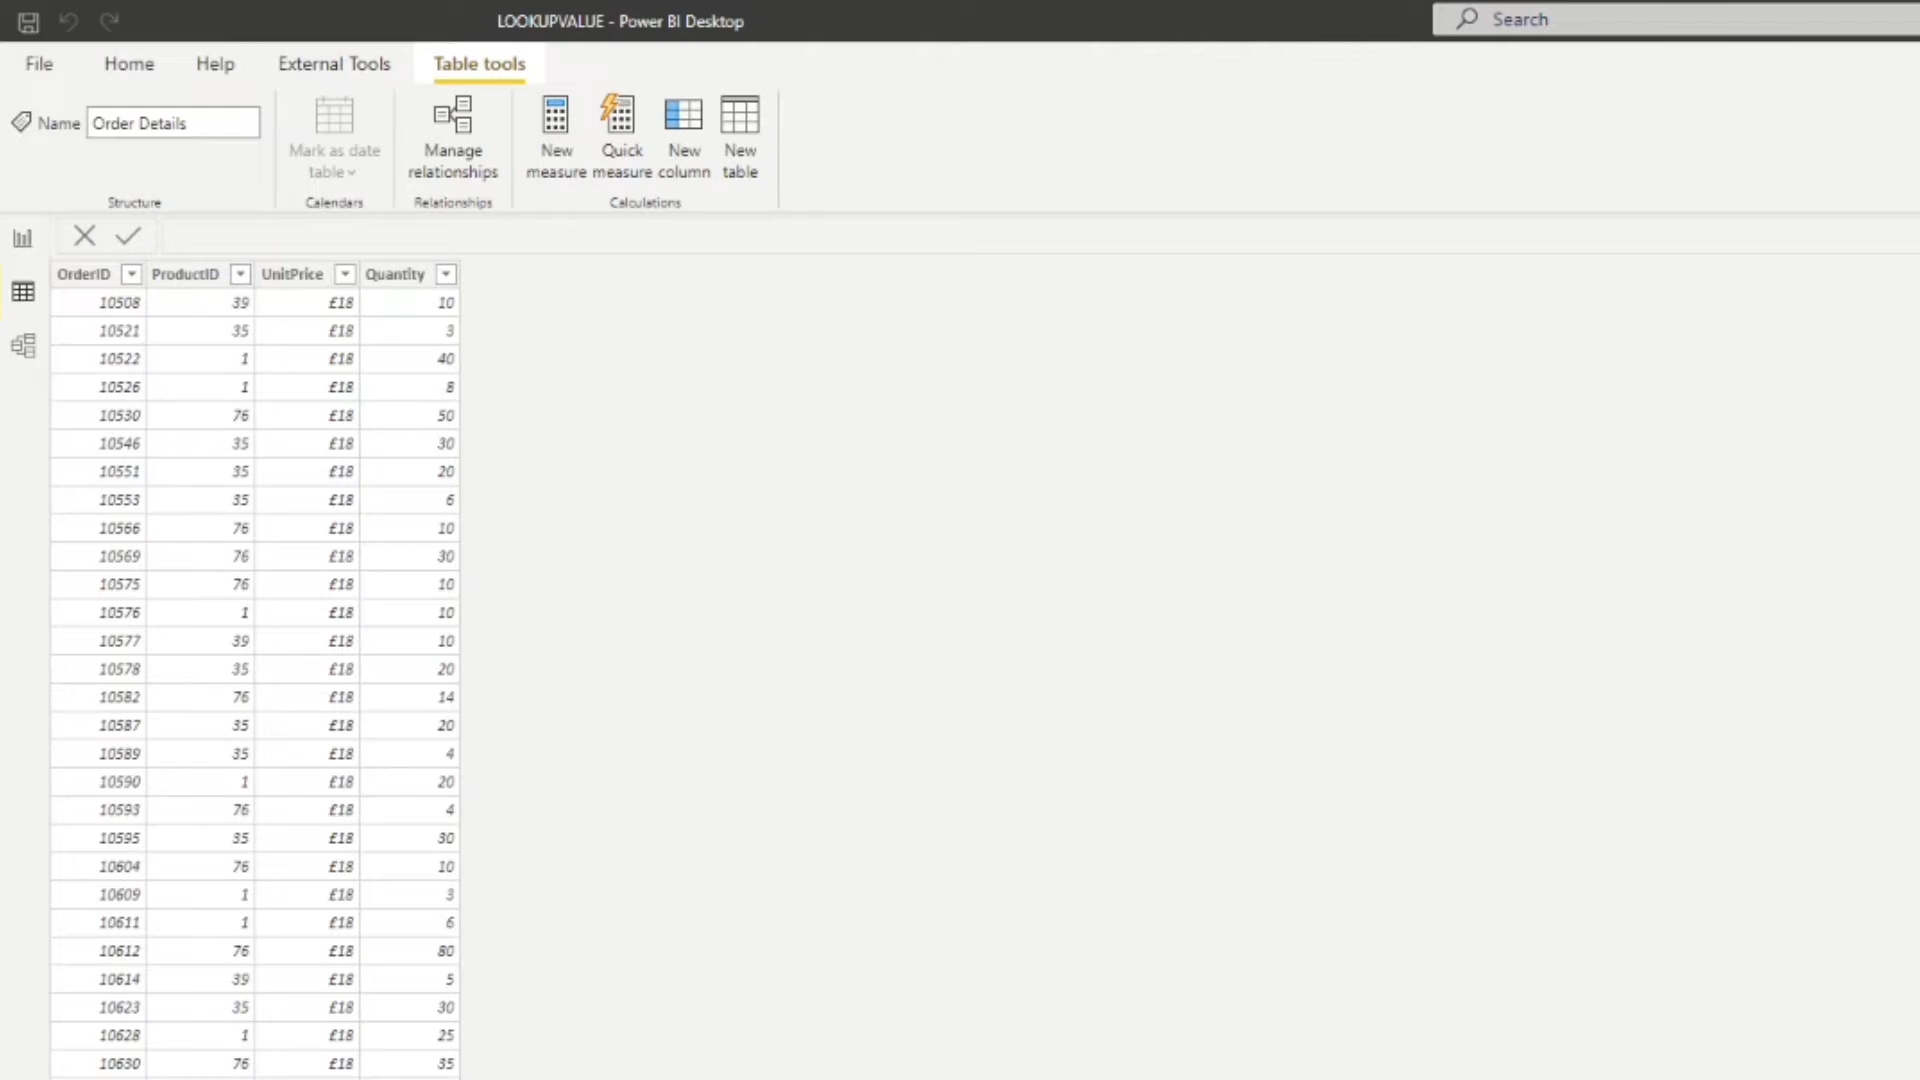 LOOKUPVALUE - Power BI Desktop
Search
File Home Help External Tools Table tools
Name Order Details
Mark as date table
Manage relationships
New measure
Quick measure
New column
New table
Structure Calendars Relationships Calculations
OrderID ProductID UnitPrice Quantity
10508 39 £18 10
10521 35 £18 3
10522 1 £18 40
10526 1 £18 8
10530 76 £18 50
10546 35 £18 30
10551 35 £18 20
10553 35 £18 6
10566 76 £18 10
10569 76 £18 30
10575 76 £18 10
10576 1 £18 10
10577 39 £18 10
10578 35 £18 20
10582 76 £18 14
10587 35 £18 20
10589 35 £18 4
10590 1 £18 20
10593 76 £18 4
10595 35 £18 30
10604 76 £18 10
10609 1 £18 3
10611 1 £18 6
10612 76 £18 80
10614 39 £18 5
10623 35 £18 30
10628 1 £18 25
10630 76 £18 35